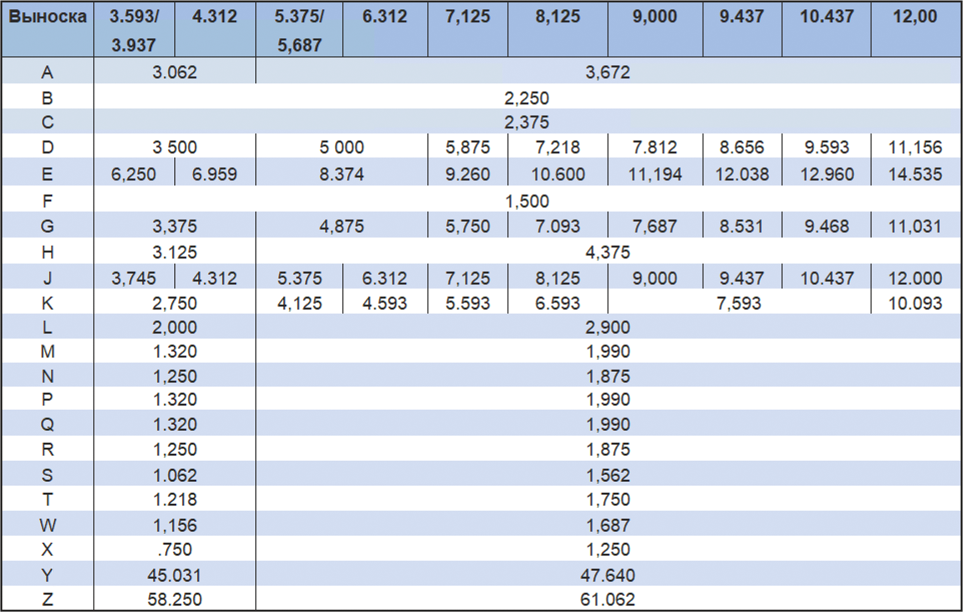 Выноска 3.593/ 4.312 5.375/ 6.312 7,125 8,125 9,000 9.437 10.437 12,00
3.937 5,687
A 3.062 3,672
B 2,250
C 2,375
D 3 500 5 000 5,875 7,218 7.812 8.656 9.593 11,156
E 6,250 6.959 8.374 9.260 10.600 11,194 12.038 12.960 14.535
F 1,500
G 3,375 4,875 5,750 7.093 7,687 8.531 9.468 11,031
H 3.125 4,375
J 3,745 4.312 5.375 6.312 7,125 8,125 9,000 9.437 10.437 12.000
K 2,750 4,125 4.593 5.593 6.593 7,593 10.093
L 2,000 2,900
M 1.320 1,990
N 1,250 1,875
P 1.320 1,990
Q 1.320 1,990
R 1,250 1,875
S 1.062 1,562
T 1.218 1,750
W 1,156 1,687
X .750 1,250
Y 45.031 47.640
Z 58.250 61.062